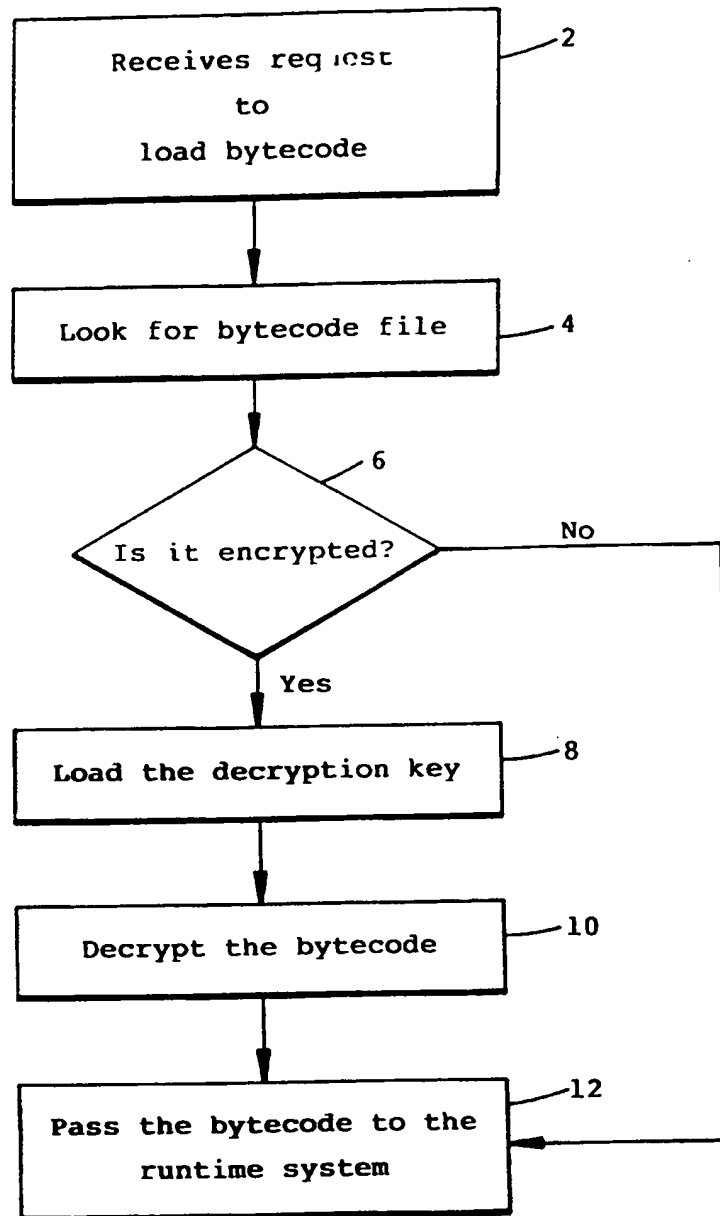 Receives request
to
load bytecode
2
Look for bytecode file
4
6
Is it encrypted?
No
Yes
Load the decryption key
8
Decrypt the bytecode
10
Pass the bytecode to the
runtime system
12